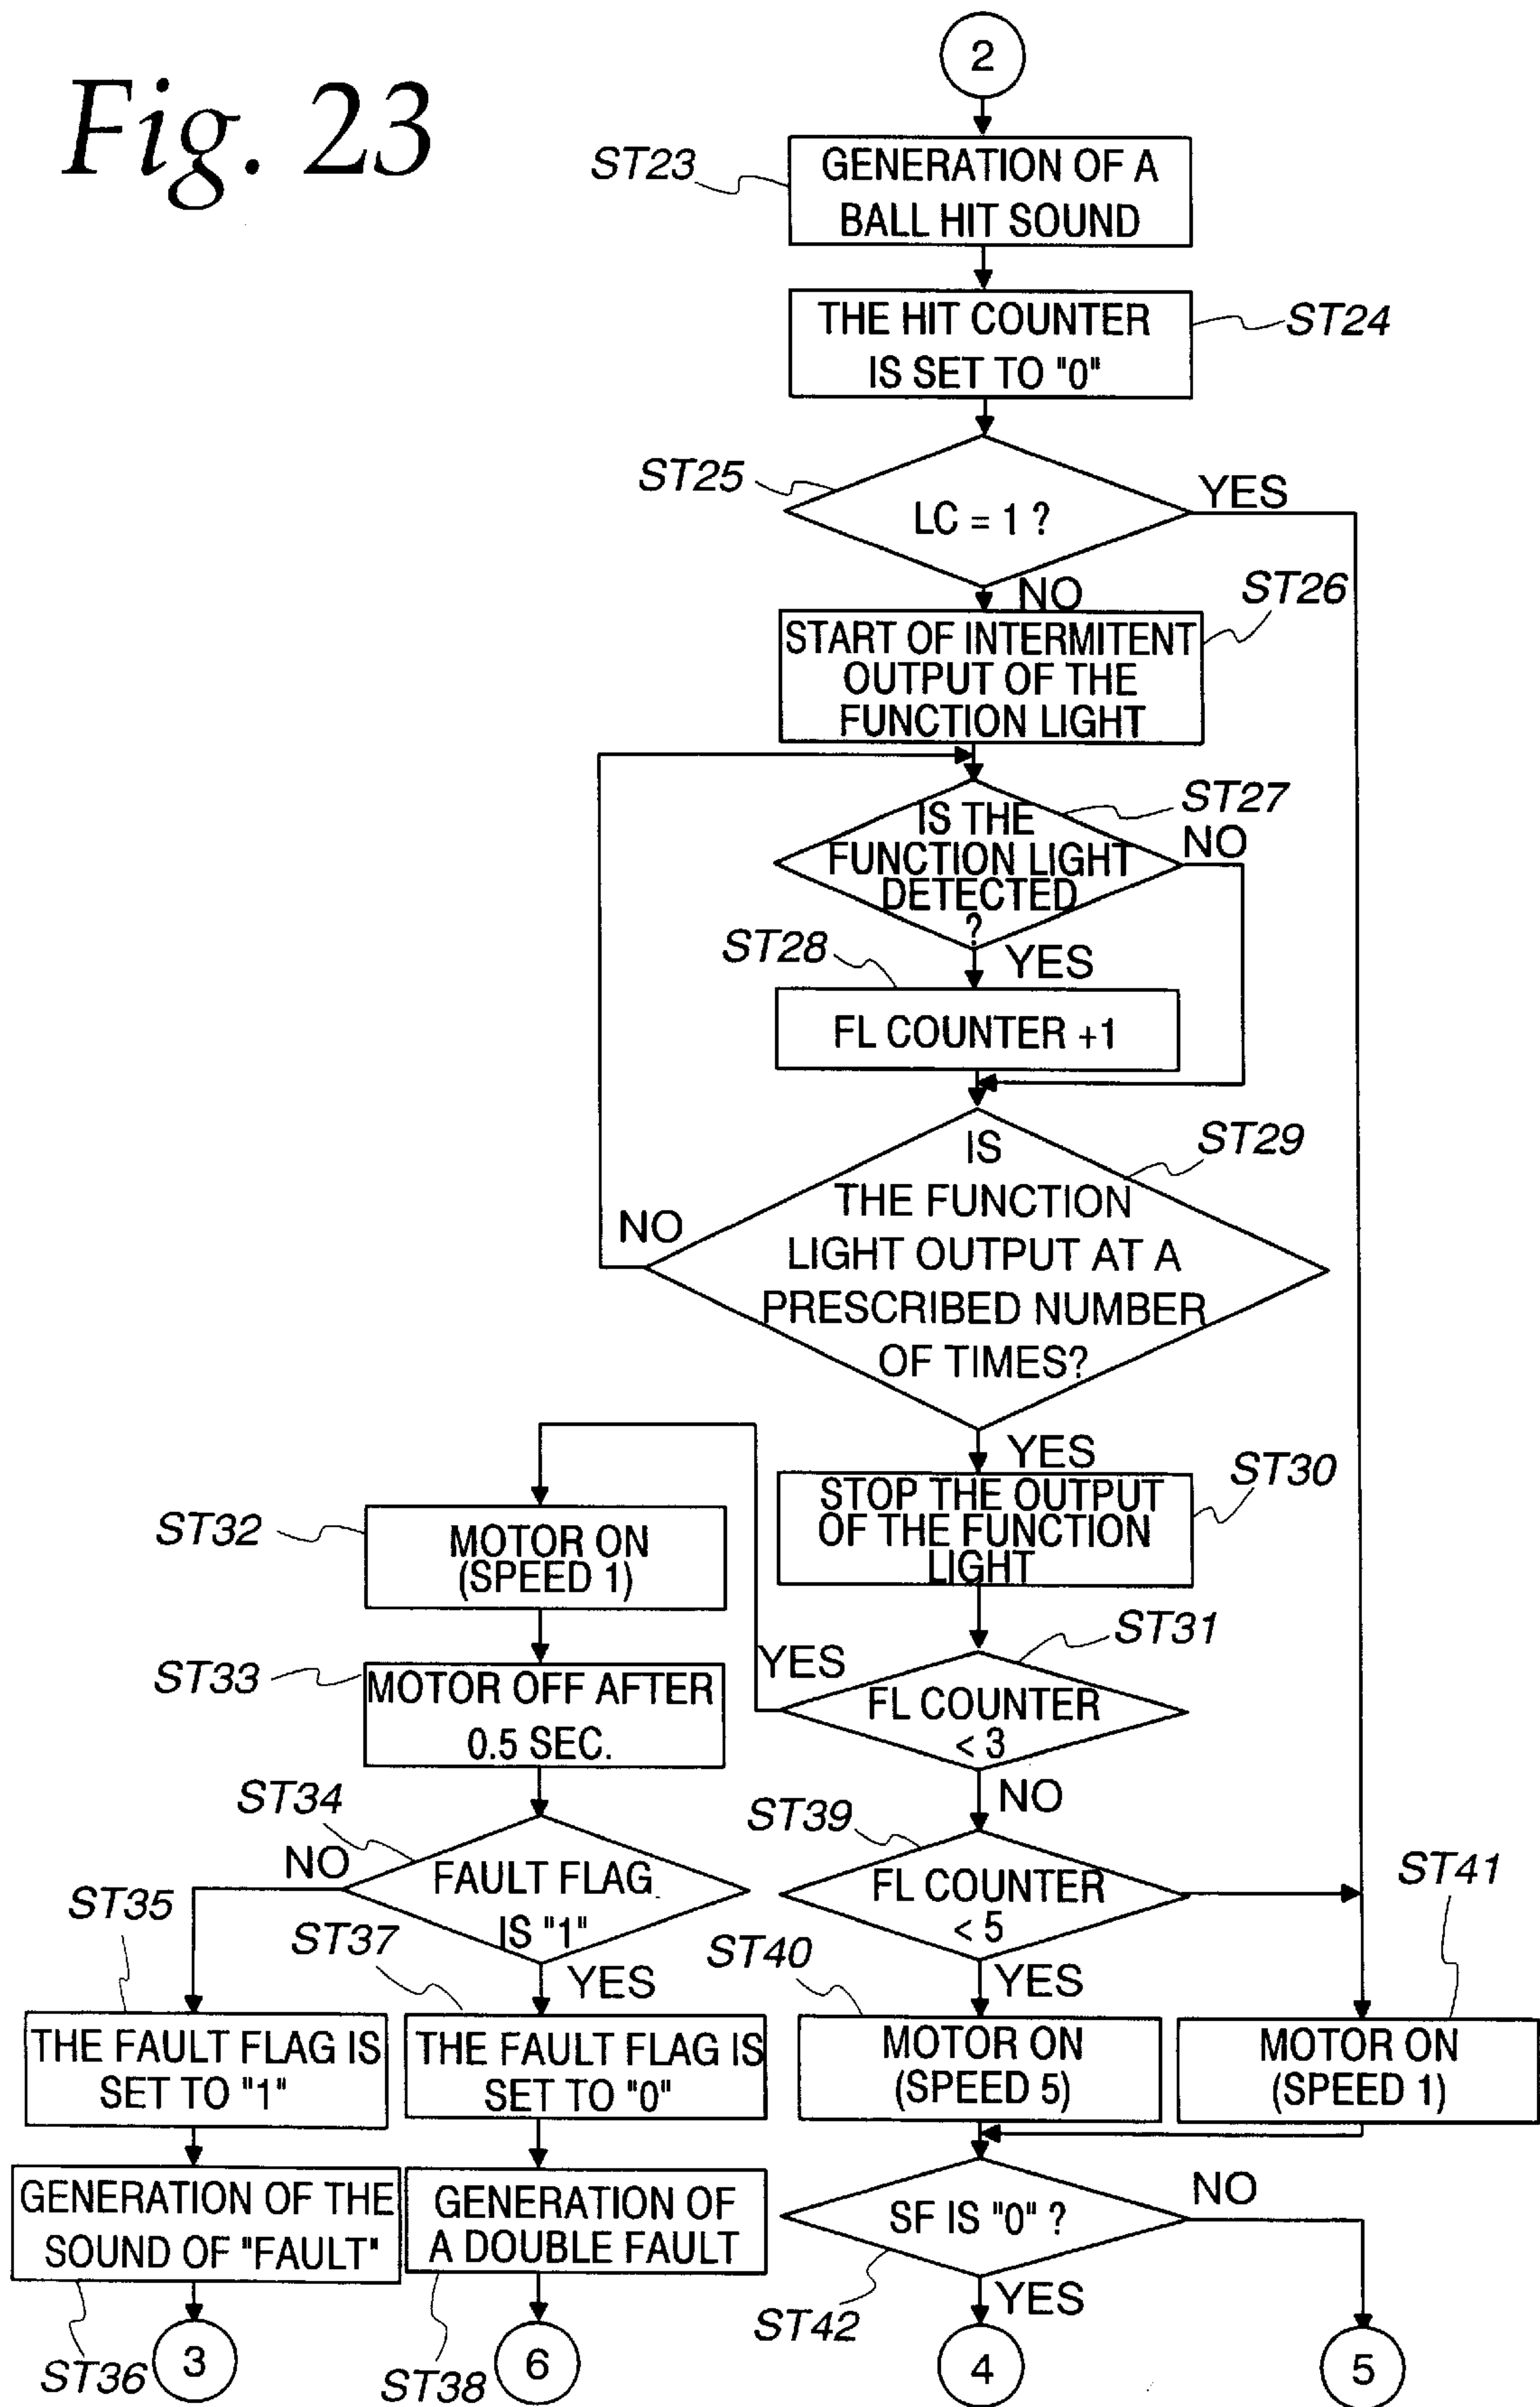 Fig. 23
2
ST23
GENERATION OF A
BALL HIT SOUND
THE HIT COUNTER
IS SET TO "0"
ST24
ST25
LC = 1 ?
YES
NO
ST26
START OF INTERMITENT
OUTPUT OF THE
FUNCTION LIGHT
ST27
IS THE
FUNCTION LIGHT
DETECTED
?
NO
ST28
YES
FL COUNTER +1
ST29
IS
THE FUNCTION
LIGHT OUTPUT AT A
PRESCRIBED NUMBER
OF TIMES?
NO
YES
ST30
STOP THE OUTPUT
OF THE FUNCTION
LIGHT
ST32
MOTOR ON
(SPEED 1)
ST31
YES
FL COUNTER
< 3
NO
ST33
MOTOR OFF AFTER
0.5 SEC.
ST34
NO
FAULT FLAG
IS "1"
YES
ST39
FL COUNTER
< 5
YES
ST41
ST35
ST37
ST40
THE FAULT FLAG IS
SET TO "1"
THE FAULT FLAG IS
SET TO "0"
MOTOR ON
(SPEED 5)
MOTOR ON
(SPEED 1)
GENERATION OF THE
SOUND OF "FAULT"
GENERATION OF
A DOUBLE FAULT
SF IS "0" ?
NO
YES
ST42
ST36
3
ST38
6
4
5